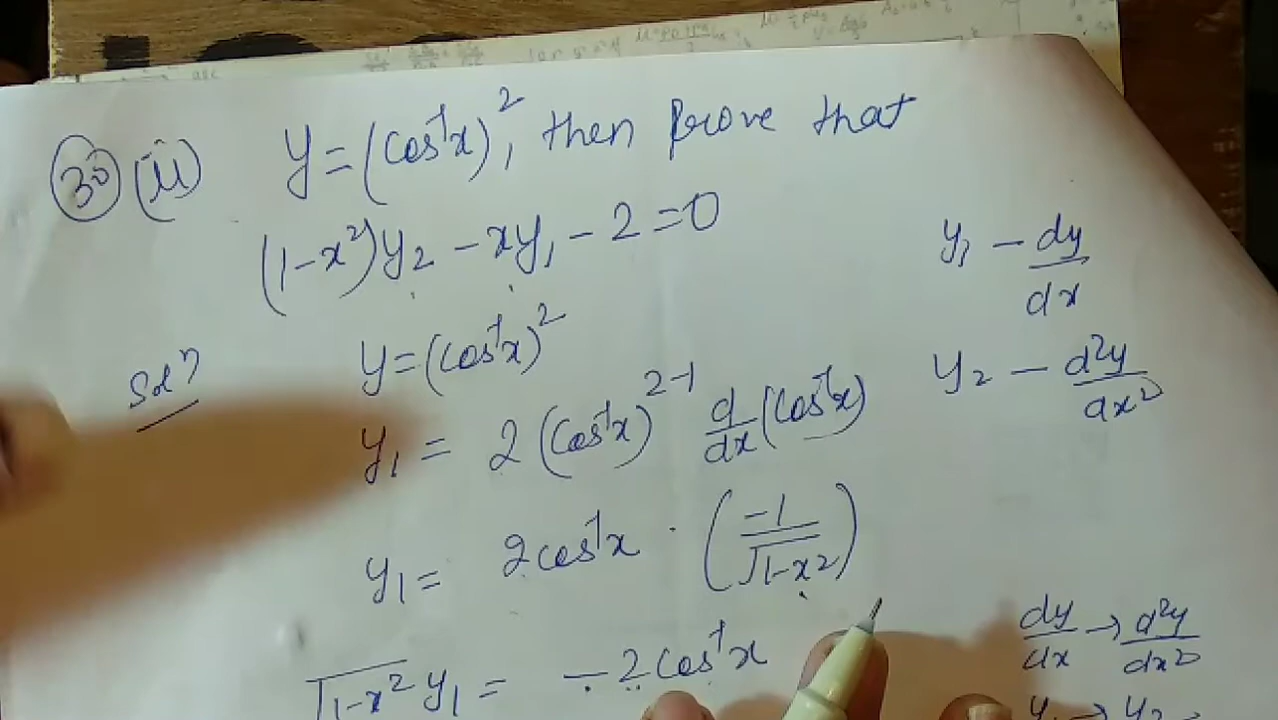 30 (ii) y = (cos⁻¹x)², then prove that
(1-x²)y₂ - xy₁ - 2 = 0
y₁ - dy/dx
Solⁿ y = (cos⁻¹x)²
y₂ - d²y/dx²
y₁ = 2 (cos⁻¹x)²⁻¹ d/dx (cos⁻¹x)
y₁ = 2cos⁻¹x · (-1/√1-x²)
dy/dx → d²y/dx²
√1-x² y₁ = -2cos⁻¹x
y₁ → y₂